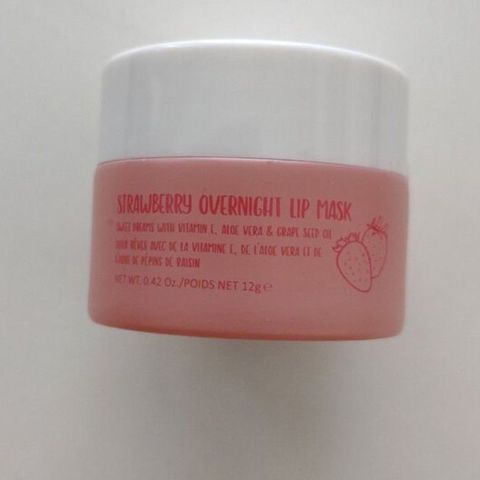 STRAWBERRY OVERNIGHT LIP MASK
SWEET DREAMS WITH VITAMIN E, ALOE VERA & GRAPE SEED OIL
DOUX RÊVES AVEC DE LA VITAMINE E, DE L'ALOE VERA ET DE
L'HUILE DE PÉPINS DE RAISIN
NET WT. 0.42 Oz./POIDS NET 12g ℮